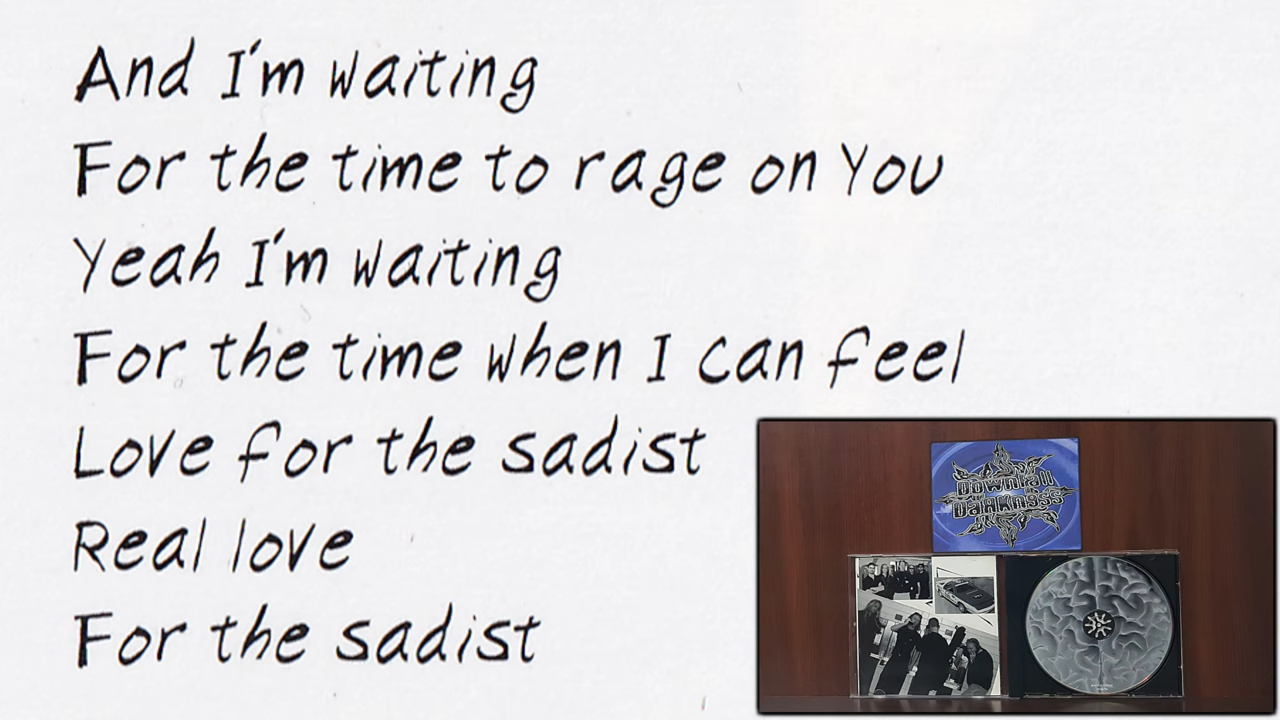 And I'm waiting
For the time to rage on You
Yeah I'm waiting
For the time when I can feel
Love for the sadist
Real love
For the sadist
Downfall
Darkness